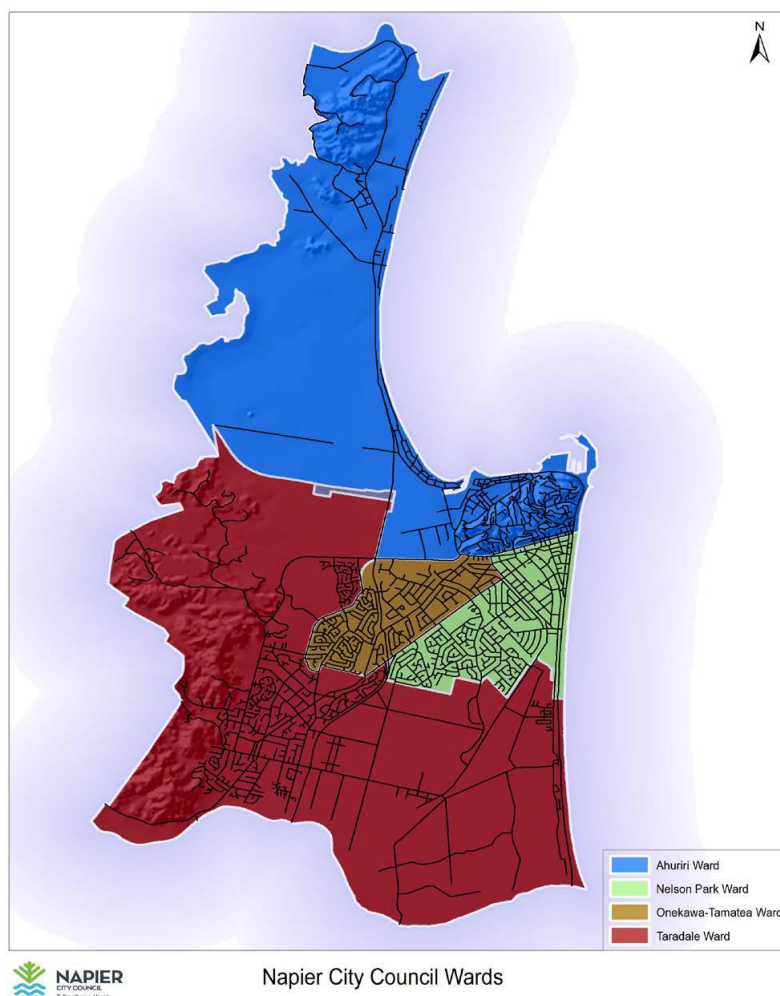 N
Ahuriri Ward
Nelson Park Ward
Onekawa-Tamatea Ward
Taradale Ward
NAPIER
CITY COUNCIL
Napier City Council Wards